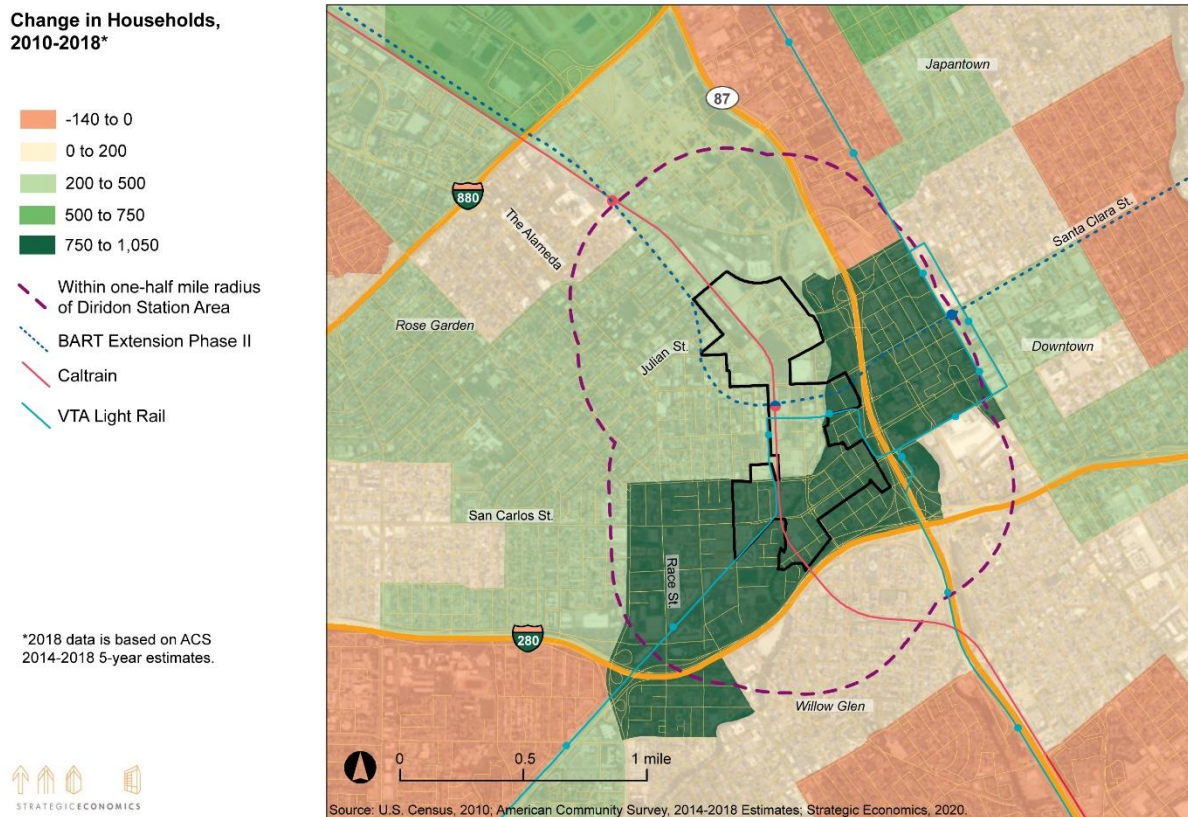 Change in Households,
2010-2018*
-140 to 0
0 to 200
200 to 500
500 to 750
750 to 1,050
Within one-half mile radius
of Diridon Station Area
BART Extension Phase II
Caltrain
VTA Light Rail
*2018 data is based on ACS
2014-2018 5-year estimates.
STRATEGICECONOMICS
Japantown
87
880
The Alameda
Santa Clara St.
Rose Garden
Julian St.
Downtown
San Carlos St.
Race St.
280
Willow Glen
0 0.5 1 mile
Source: U.S. Census, 2010; American Community Survey, 2014-2018 Estimates; Strategic Economics, 2020.